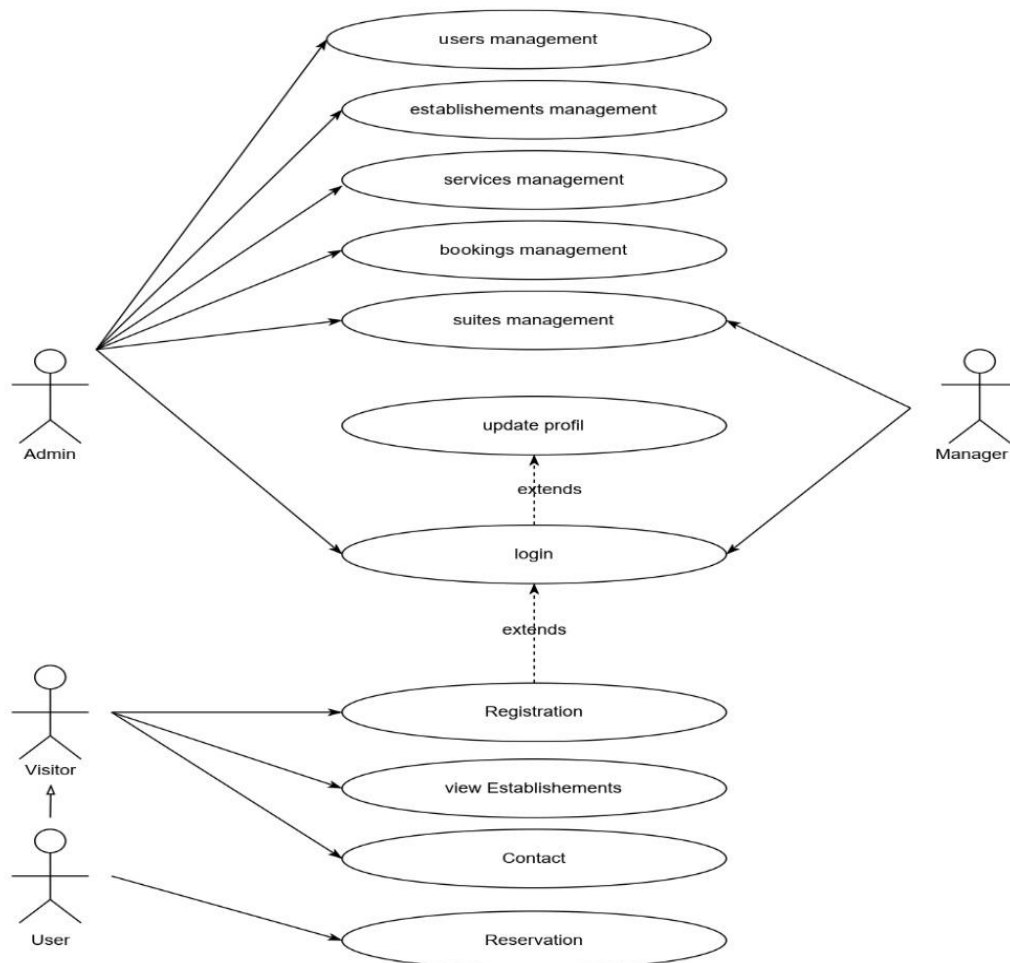 users management
establishements management
services management
bookings management
suites management
Admin
Manager
update profil
extends
login
extends
Registration
Visitor
view Establishements
Contact
User
Reservation